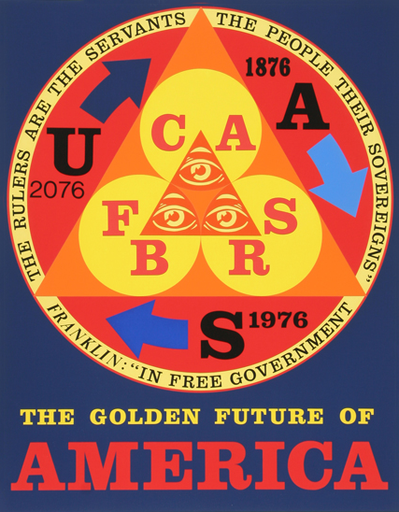 FRANKLIN: "IN FREE GOVERNMENT THE RULERS ARE THE SERVANTS THE PEOPLE THEIR SOVEREIGNS"
1876
A
U
2076
C A
F S
B R
S 1976
THE GOLDEN FUTURE OF
AMERICA